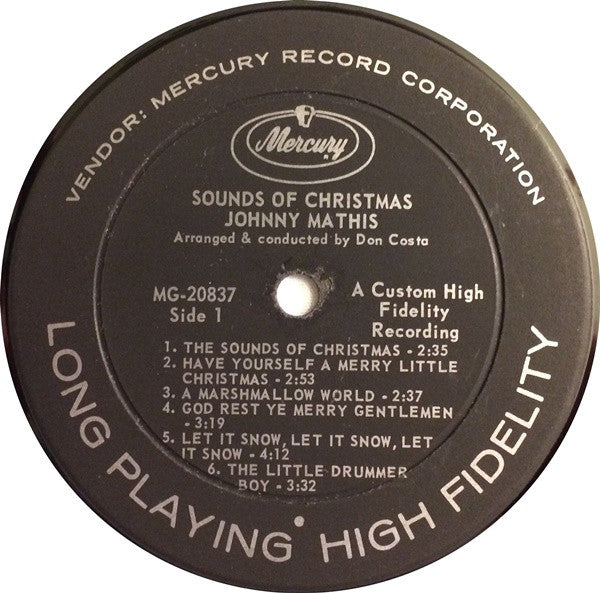 VENDOR: MERCURY RECORD CORPORATION
Mercury
SOUNDS OF CHRISTMAS
JOHNNY MATHIS
Arranged & conducted by Don Costa
MG-20837
Side 1
A Custom High
Fidelity
Recording
1. THE SOUNDS OF CHRISTMAS - 2:35
2. HAVE YOURSELF A MERRY LITTLE
CHRISTMAS - 2:53
3. A MARSHMALLOW WORLD - 2:37
4. GOD REST YE MERRY GENTLEMEN
- 3:19
5. LET IT SNOW, LET IT SNOW, LET
IT SNOW - 4:12
6. THE LITTLE DRUMMER
BOY - 3:32
LONG PLAYING HIGH FIDELITY